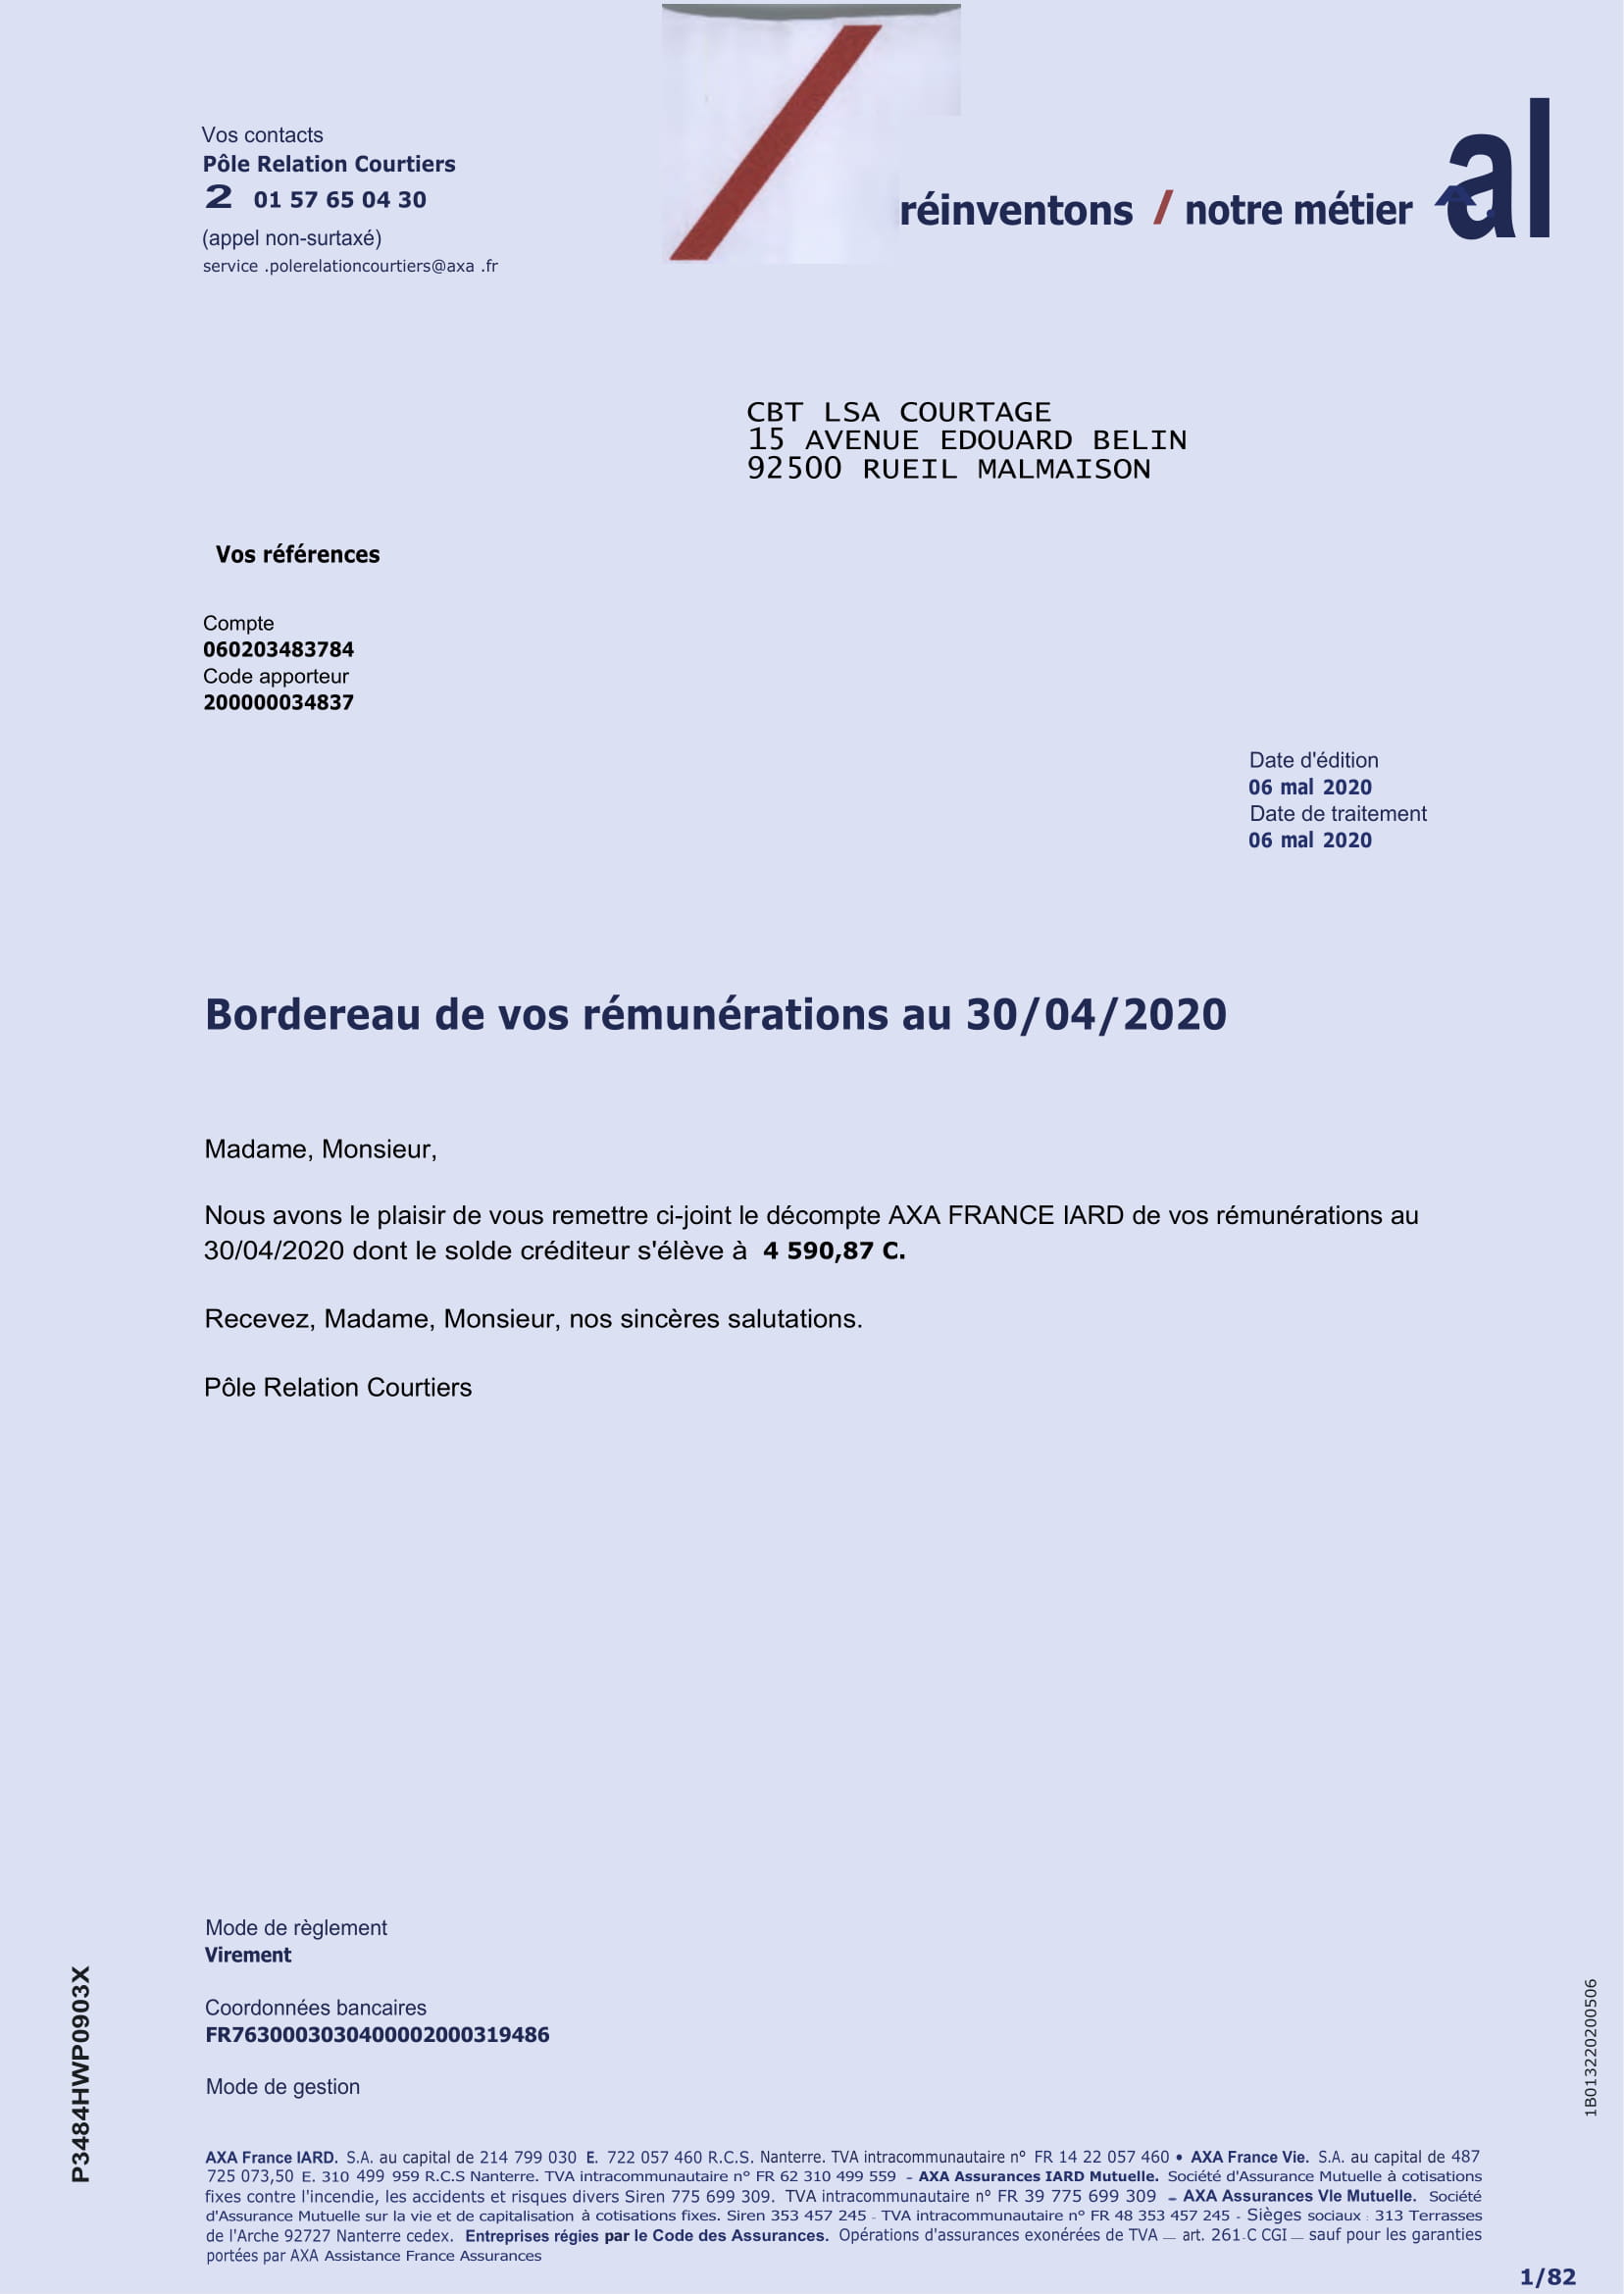 Vos contacts
Pôle Relation Courtiers
2 01 57 65 04 30
(appel non-surtaxé)
service .polerelationcourtiers@axa .fr
réinventons / notre métier
al
CBT LSA COURTAGE
15 AVENUE EDOUARD BELIN
92500 RUEIL MALMAISON
Vos références
Compte
060203483784
Code apporteur
200000034837
Date d'édition
06 mal 2020
Date de traitement
06 mal 2020
Bordereau de vos rémunérations au 30/04/2020
Madame, Monsieur,
Nous avons le plaisir de vous remettre ci-joint le décompte AXA FRANCE IARD de vos rémunérations au
30/04/2020 dont le solde créditeur s'élève à 4 590,87 C.
Recevez, Madame, Monsieur, nos sincères salutations.
Pôle Relation Courtiers
Mode de règlement
Virement
Coordonnées bancaires
FR7630003030400002000319486
Mode de gestion
P3484HWP0903X
1B013220200506
AXA France IARD. S.A. au capital de 214 799 030 E. 722 057 460 R.C.S. Nanterre. TVA intracommunautaire n° FR 14 22 057 460 • AXA France Vie. S.A. au capital de 487
725 073,50 E. 310 499 959 R.C.S Nanterre. TVA intracommunautaire n° FR 62 310 499 559 - AXA Assurances IARD Mutuelle. Société d'Assurance Mutuelle à cotisations
fixes contre l'incendie, les accidents et risques divers Siren 775 699 309. TVA intracommunautaire n° FR 39 775 699 309 - AXA Assurances VIe Mutuelle. Société
d'Assurance Mutuelle sur la vie et de capitalisation à cotisations fixes. Siren 353 457 245 - TVA intracommunautaire n° FR 48 353 457 245 - Sièges sociaux : 313 Terrasses
de l'Arche 92727 Nanterre cedex. Entreprises régies par le Code des Assurances. Opérations d'assurances exonérées de TVA — art. 261-C CGI — sauf pour les garanties
portées par AXA Assistance France Assurances
1/82